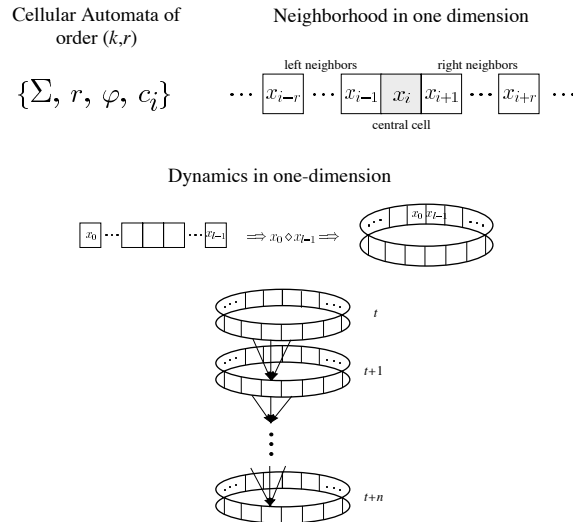 Cellular Automata of
order (k,r)
{Σ, r, φ, c_i}
Neighborhood in one dimension
left neighbors right neighbors
··· x_{i−r} ··· x_{i−1} x_i x_{i+1} ··· x_{i+r} ···
central cell
Dynamics in one-dimension
x_0 ··· ··· x_{l−1} ⟹ x_0 ⋄ x_{l−1} ⟹ ··· x_0 x_{l−1} ···
··· ··· t
··· ··· t+1
⋮
··· ··· t+n